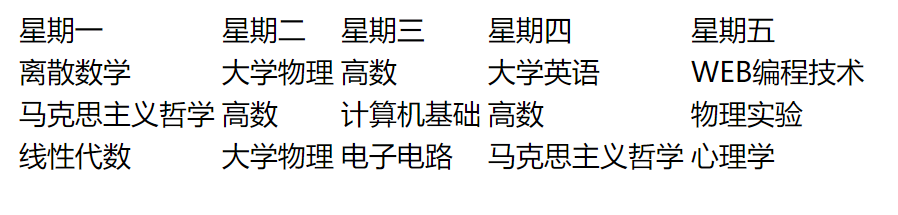 星期一 星期二 星期三 星期四 星期五
离散数学 大学物理 高数 大学英语 WEB编程技术
马克思主义哲学 高数 计算机基础 高数 物理实验
线性代数 大学物理 电子电路 马克思主义哲学 心理学